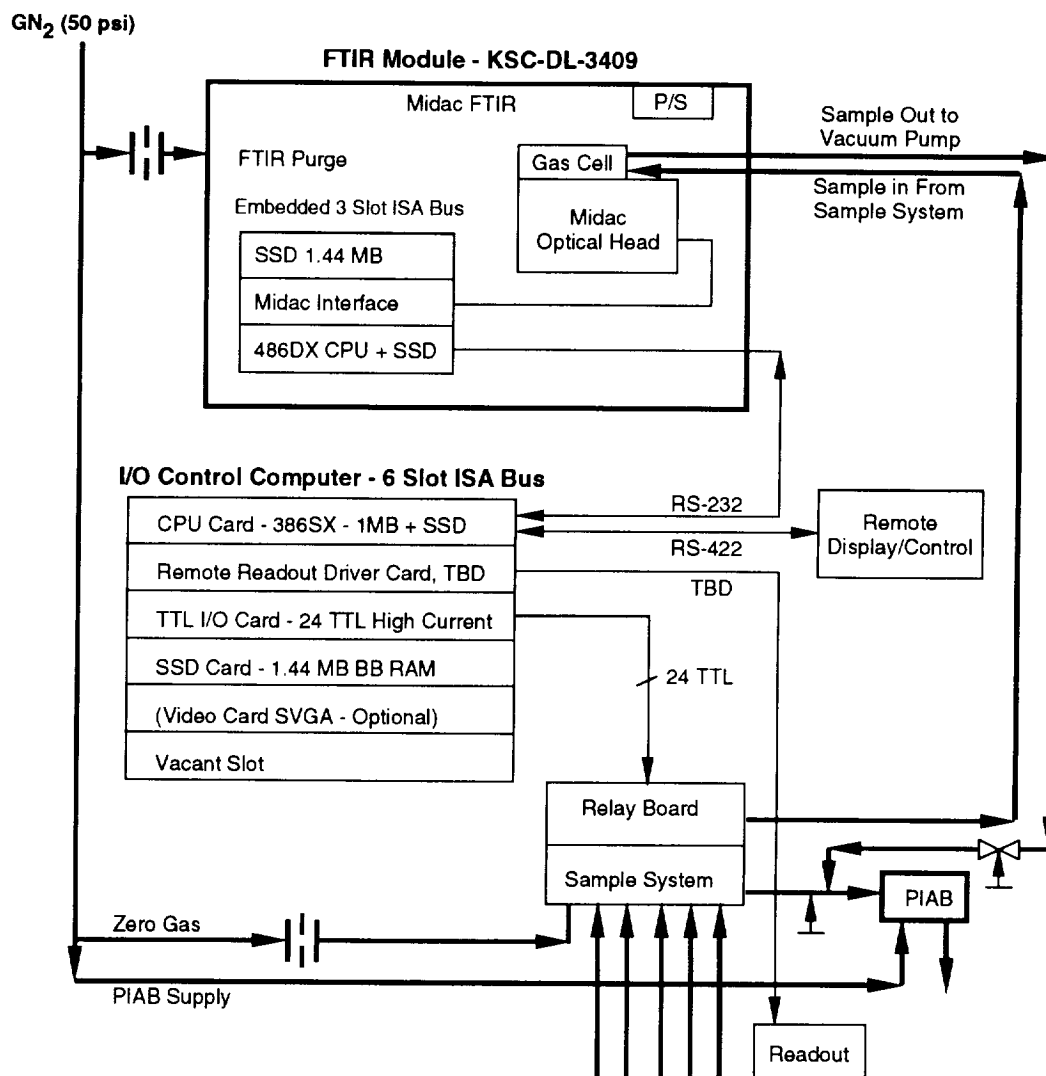 GN2 (50 psi)
FTIR Module - KSC-DL-3409
Midac FTIR
P/S
Sample Out to
Vacuum Pump
FTIR Purge
Gas Cell
Sample in From
Sample System
Embedded 3 Slot ISA Bus
Midac
Optical Head
SSD 1.44 MB
Midac Interface
486DX CPU + SSD
I/O Control Computer - 6 Slot ISA Bus
CPU Card - 386SX - 1MB + SSD
RS-232
Remote
Display/Control
RS-422
Remote Readout Driver Card, TBD
TBD
TTL I/O Card - 24 TTL High Current
SSD Card - 1.44 MB BB RAM
24 TTL
(Video Card SVGA - Optional)
Vacant Slot
Relay Board
Sample System
PIAB
Zero Gas
PIAB Supply
Readout